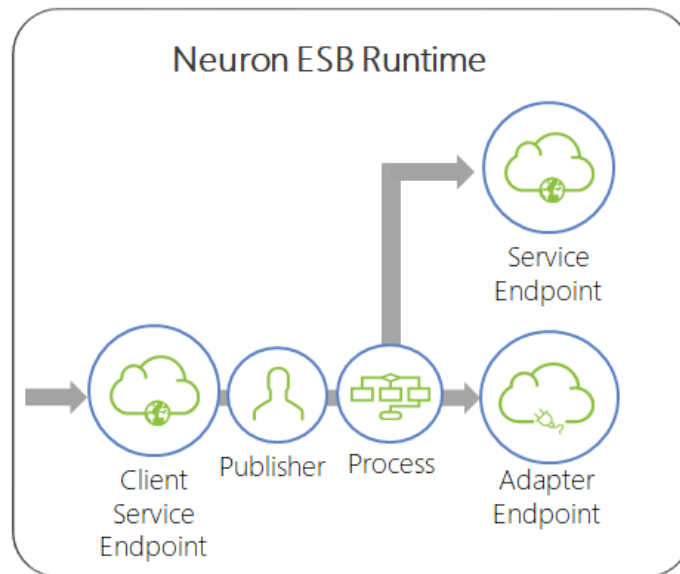 Neuron ESB Runtime
Service
Endpoint
Client
Service
Endpoint
Publisher
Process
Adapter
Endpoint